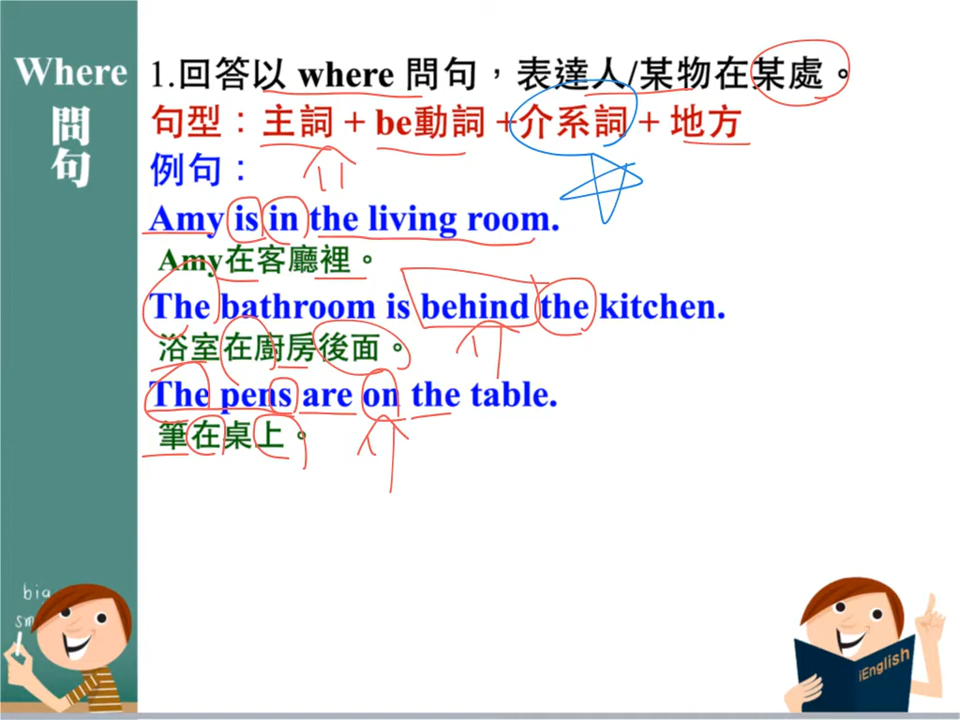 Where
問
句
1.回答以 where 問句，表達人/某物在某處。
句型：主詞 + be動詞 +介系詞 + 地方
例句：
Amy is in the living room.
Amy在客廳裡。
The bathroom is behind the kitchen.
浴室在廚房後面。
The pens are on the table.
筆在桌上。
big
sm
iEnglish